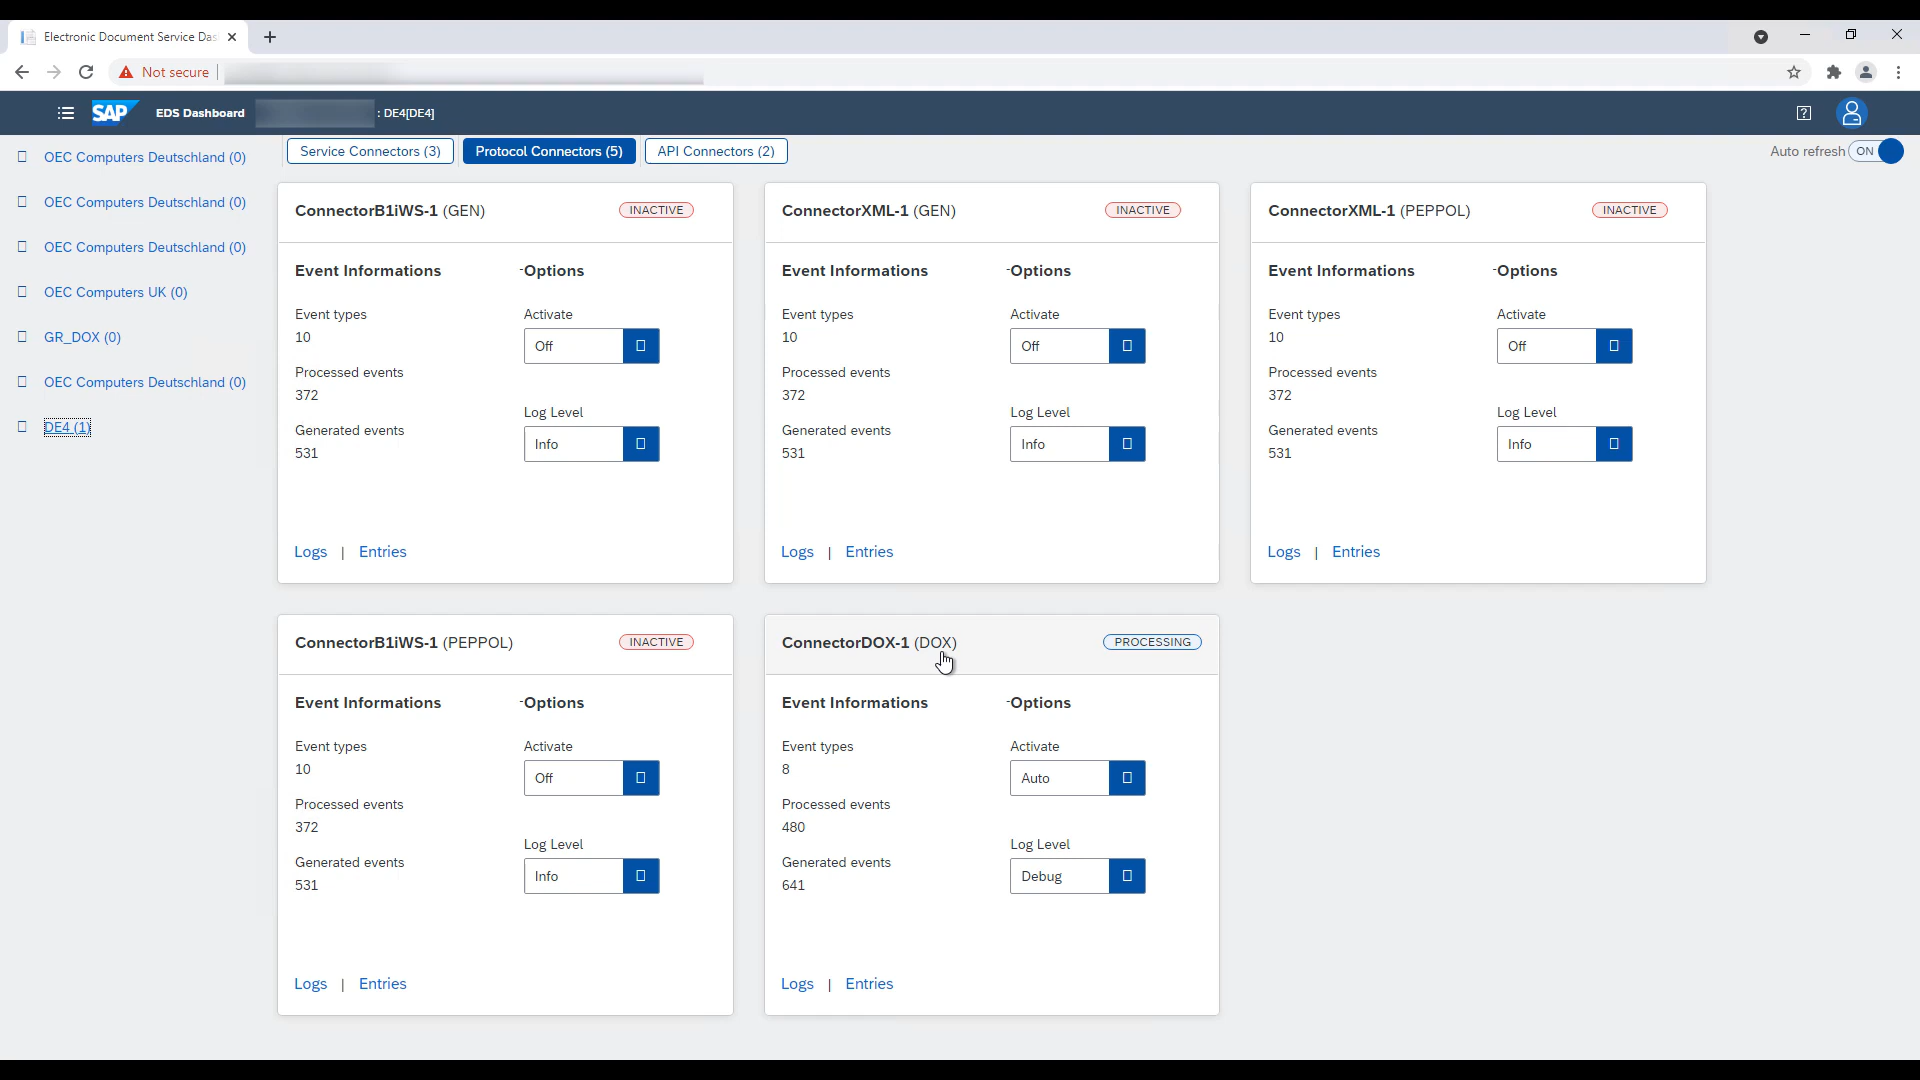 Electronic Document Service Das
Not secure
SAP EDS Dashboard : DE4[DE4]
OEC Computers Deutschland (0)
OEC Computers Deutschland (0)
OEC Computers Deutschland (0)
OEC Computers UK (0)
GR_DOX (0)
OEC Computers Deutschland (0)
DE4 (1)
Service Connectors (3) Protocol Connectors (5) API Connectors (2)
Auto refresh ON
ConnectorB1iWS-1 (GEN) INACTIVE
Event Informations -Options
Event types Activate
10 Off
Processed events
372
Log Level
Generated events Info
531
Logs | Entries
ConnectorXML-1 (GEN) INACTIVE
Event Informations -Options
Event types Activate
10 Off
Processed events
372
Log Level
Generated events Info
531
Logs | Entries
ConnectorXML-1 (PEPPOL) INACTIVE
Event Informations -Options
Event types Activate
10 Off
Processed events
372
Log Level
Generated events Info
531
Logs | Entries
ConnectorB1iWS-1 (PEPPOL) INACTIVE
Event Informations -Options
Event types Activate
10 Off
Processed events
372
Log Level
Generated events Info
531
Logs | Entries
ConnectorDOX-1 (DOX) PROCESSING
Event Informations -Options
Event types Activate
8 Auto
Processed events
480
Log Level
Generated events Debug
641
Logs | Entries